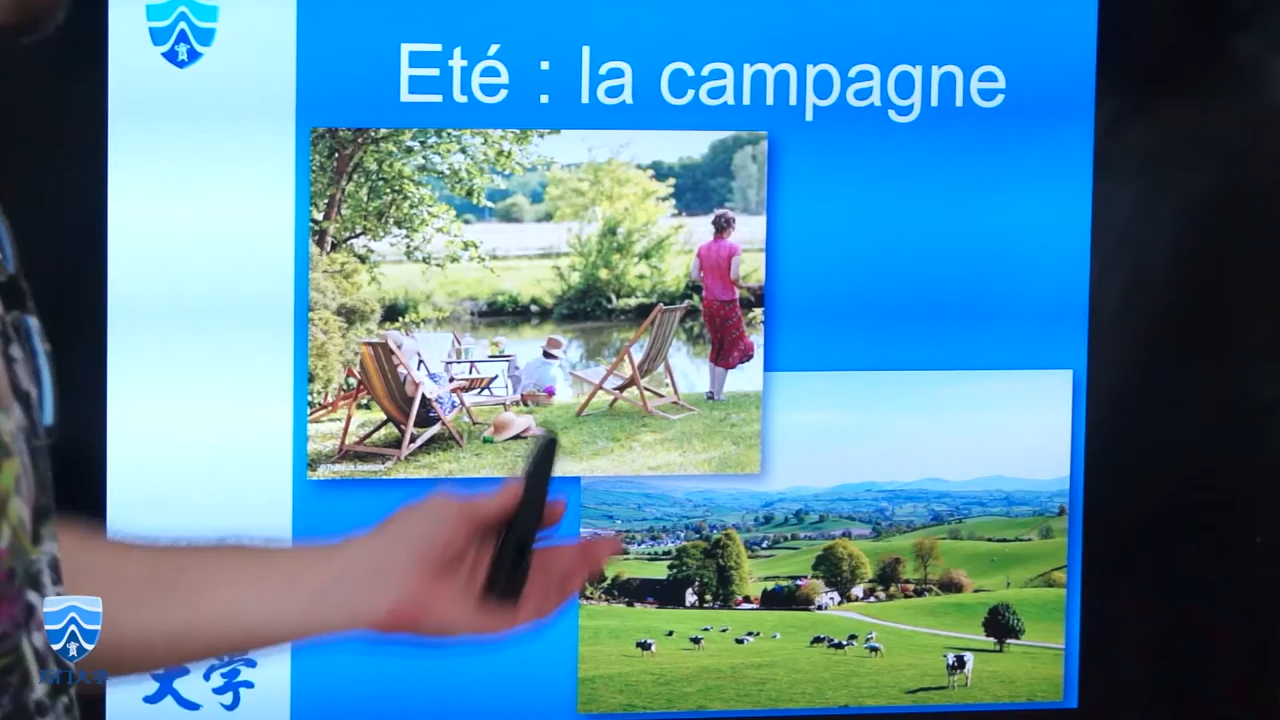 Eté : la campagne
大学